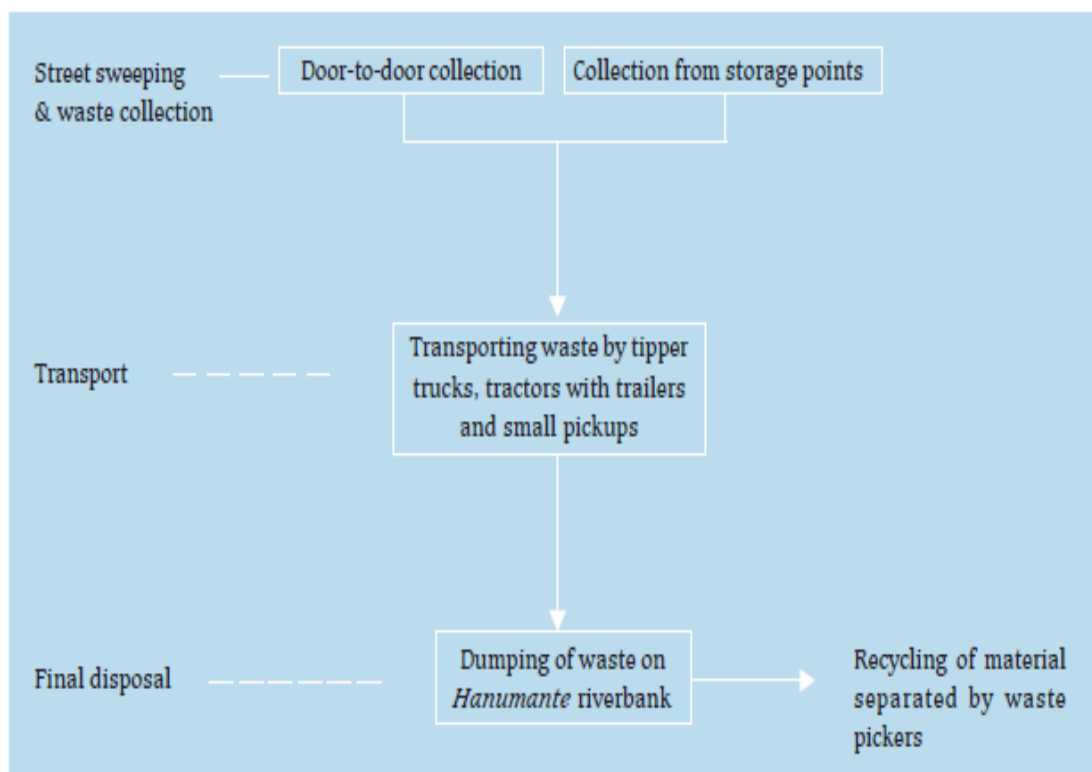 Street sweeping
& waste collection
Door-to-door collection
Collection from storage points
Transport
Transporting waste by tipper
trucks, tractors with trailers
and small pickups
Final disposal
Dumping of waste on
Hanumante riverbank
Recycling of material
separated by waste
pickers